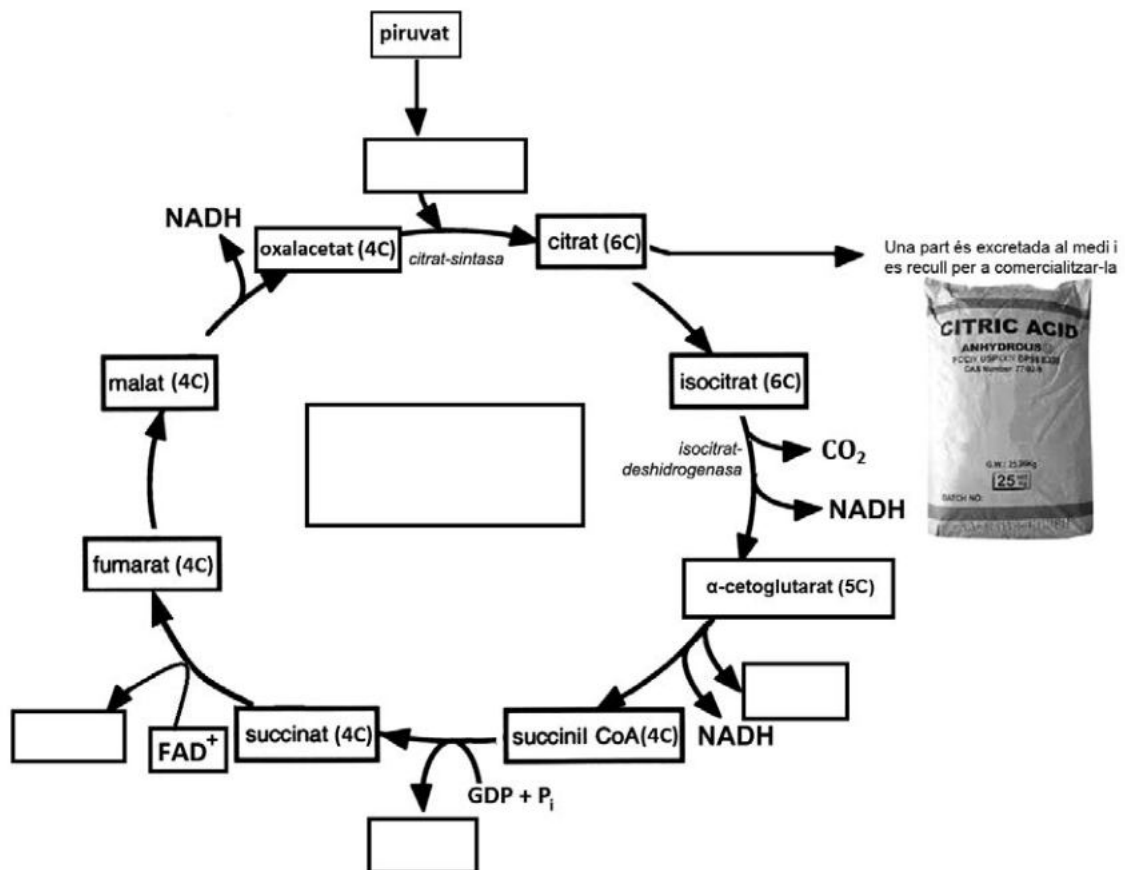 piruvat
NADH
oxalacetat (4C)
citrat-sintasa
citrat (6C)
Una part és excretada al medi i
es recull per a comercialitzar-la
CITRIC ACID
ANHYDROUS
malat (4C)
isocitrat (6C)
isocitrat-
deshidrogenasa
CO₂
NADH
25
BATCH NO:
fumarat (4C)
α-cetoglutarat (5C)
FAD⁺
succinat (4C)
succinil CoA(4C)
NADH
GDP + Pᵢ